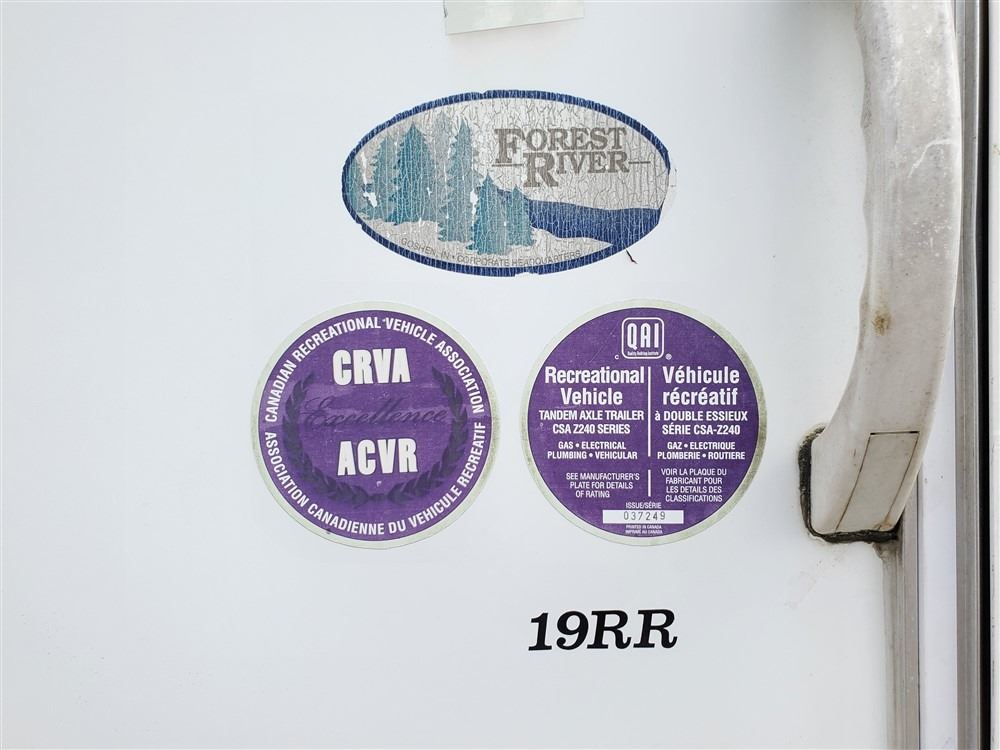 FOREST
RIVER
GOSHEN, IN • CORPORATE HEADQUARTERS
CANADIAN RECREATIONAL VEHICLE ASSOCIATION
CRVA
Excellence
ACVR
ASSOCIATION CANADIENNE DU VEHICULE RECREATIF
QAI
Recreational
Vehicle
TANDEM AXLE TRAILER
CSA Z240 SERIES
GAS • ELECTRICAL
PLUMBING • VEHICULAR
SEE MANUFACTURER'S
PLATE FOR DETAILS
OF RATING
Véhicule
récréatif
à DOUBLE ESSIEUX
SÉRIE CSA-Z240
GAZ • ELECTRIQUE
PLOMBERIE • ROUTIERE
VOIR LA PLAQUE DU
FABRICANT POUR
LES DETAILS DES
CLASSIFICATIONS
ISSUE/SÉRIE
037249
PRINTED IN CANADA
IMPRIMÉ AU CANADA
19RR